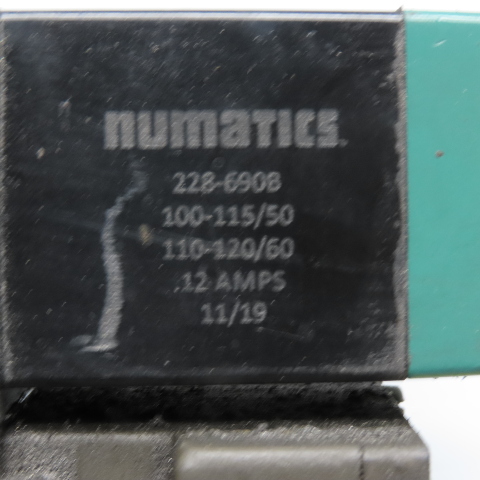 numatics
228-690B
100-115/50
110-120/60
.12 AMPS
11/19